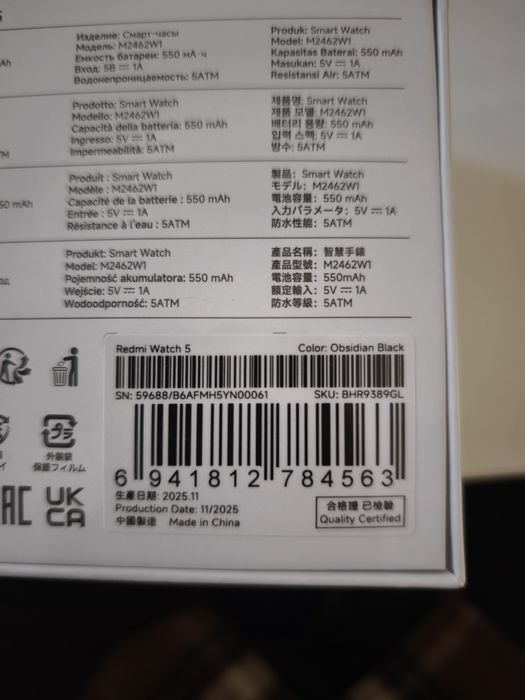 5
Ah
Изделие: Смарт-часы
Модель: M2462W1
Емкость батареи: 550 мА·ч
Вход: 5В ⎓ 1A
Водонепроницаемость: 5ATM
Produk: Smart Watch
Model: M2462W1
Kapasitas Baterai: 550 mAh
Masukan: 5V ⎓ 1A
Resistansi Air: 5ATM
TM
Prodotto: Smart Watch
Modello: M2462W1
Capacità della batteria: 550 mAh
Ingresso: 5V ⎓ 1A
Impermeabilità: 5ATM
제품명: Smart Watch
제품 모델: M2462W1
배터리 용량: 550 mAh
입력 스펙: 5V ⎓ 1A
방수: 5ATM
50 mAh
Produit : Smart Watch
Modèle : M2462W1
Capacité de la batterie : 550 mAh
Entrée : 5V ⎓ 1A
Résistance à l'eau : 5ATM
製品: Smart Watch
モデル: M2462W1
電池容量: 550 mAh
入力パラメータ: 5V ⎓ 1A
防水性能: 5ATM
Produkt: Smart Watch
Model: M2462W1
Pojemność akumulatora: 550 mAh
Wejście: 5V ⎓ 1A
Wodoodporność: 5ATM
產品名稱: 智慧手錶
產品型號: M2462W1
電池容量: 550mAh
額定輸入: 5V ⎓ 1A
防水等級: 5ATM
Redmi Watch 5 Color: Obsidian Black
SN: 59688/B6AFMH5YN00061 SKU: BHR9389GL
6 941812 784563
生產日期: 2025.11
Production Date: 11/2025
中國製造 Made in China
合格證 已檢驗
Quality Certified
プラ
外装袋
保護フィルム
EAC
UK
CA